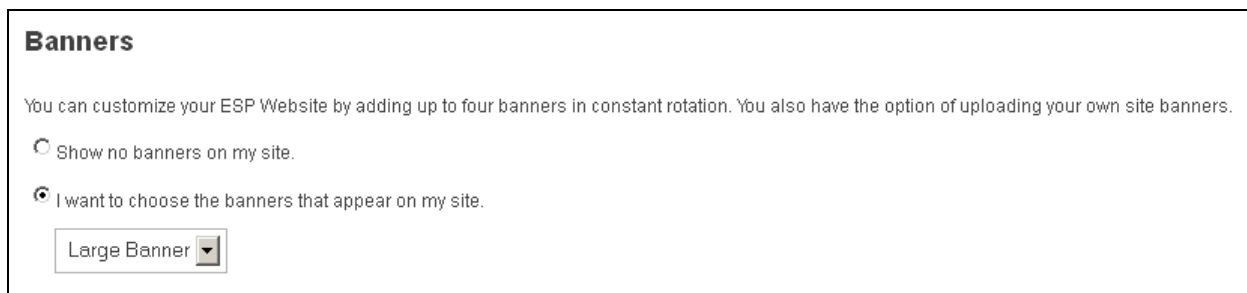 Banners
You can customize your ESP Website by adding up to four banners in constant rotation. You also have the option of uploading your own site banners.
Show no banners on my site.
I want to choose the banners that appear on my site.
Large Banner